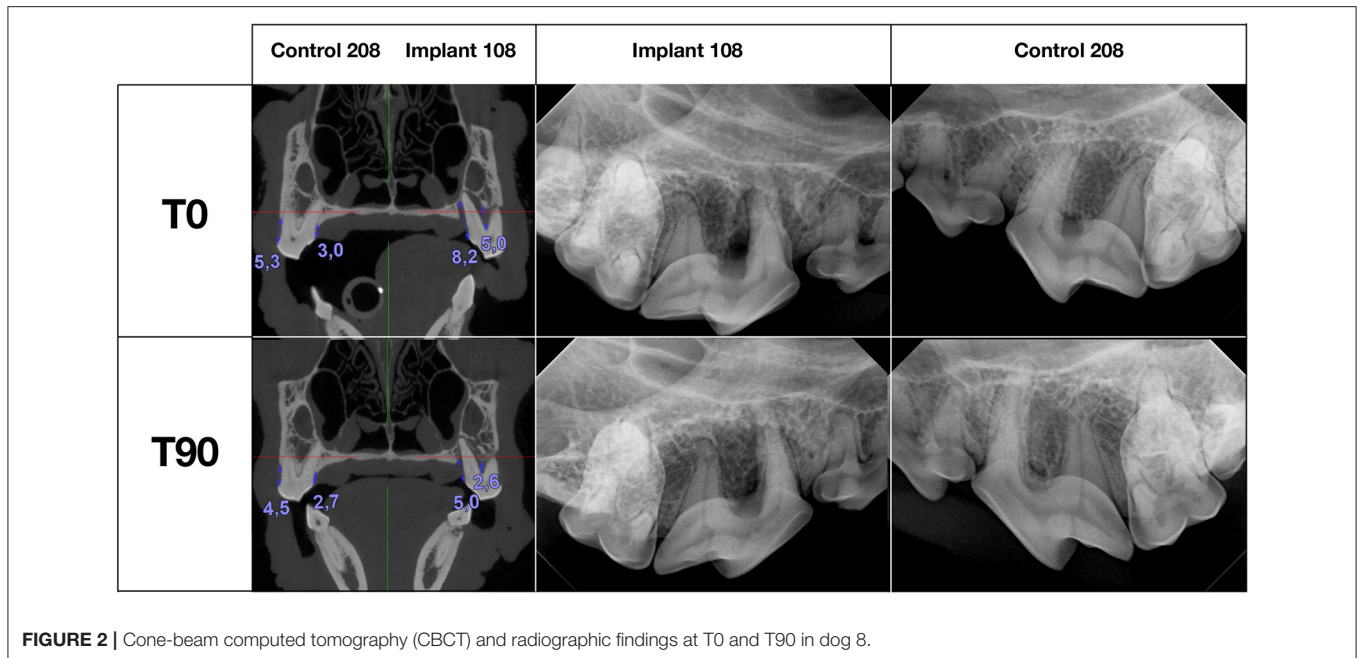 Control 208 Implant 108 Implant 108 Control 208
T0
5,3 3,0 8,2 5,0
T90
4,5 2,7 5,0 2,6
FIGURE 2 | Cone-beam computed tomography (CBCT) and radiographic findings at T0 and T90 in dog 8.